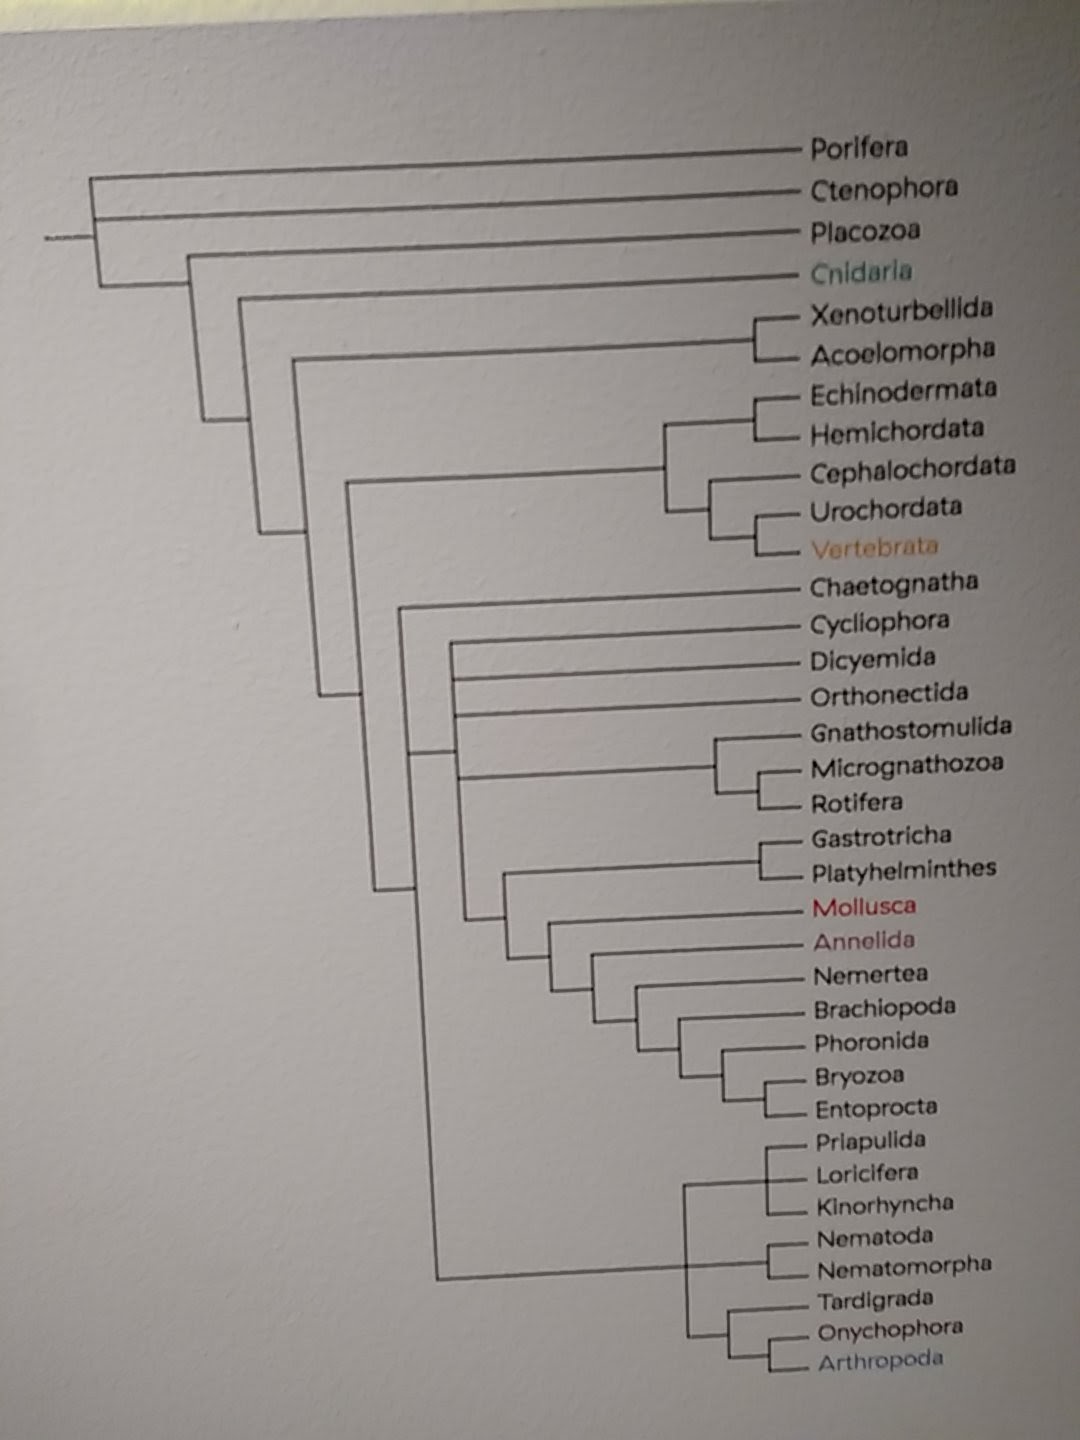 Porifera
Ctenophora
Placozoa
Cnidaria
Xenoturbellida
Acoelomorpha
Echinodermata
Hemichordata
Cephalochordata
Urochordata
Vertebrata
Chaetognatha
Cycliophora
Dicyemida
Orthonectida
Gnathostomulida
Micrognathozoa
Rotifera
Gastrotricha
Platyhelminthes
Mollusca
Annelida
Nemertea
Brachiopoda
Phoronida
Bryozoa
Entoprocta
Priapulida
Loricifera
Kinorhyncha
Nematoda
Nematomorpha
Tardigrada
Onychophora
Arthropoda